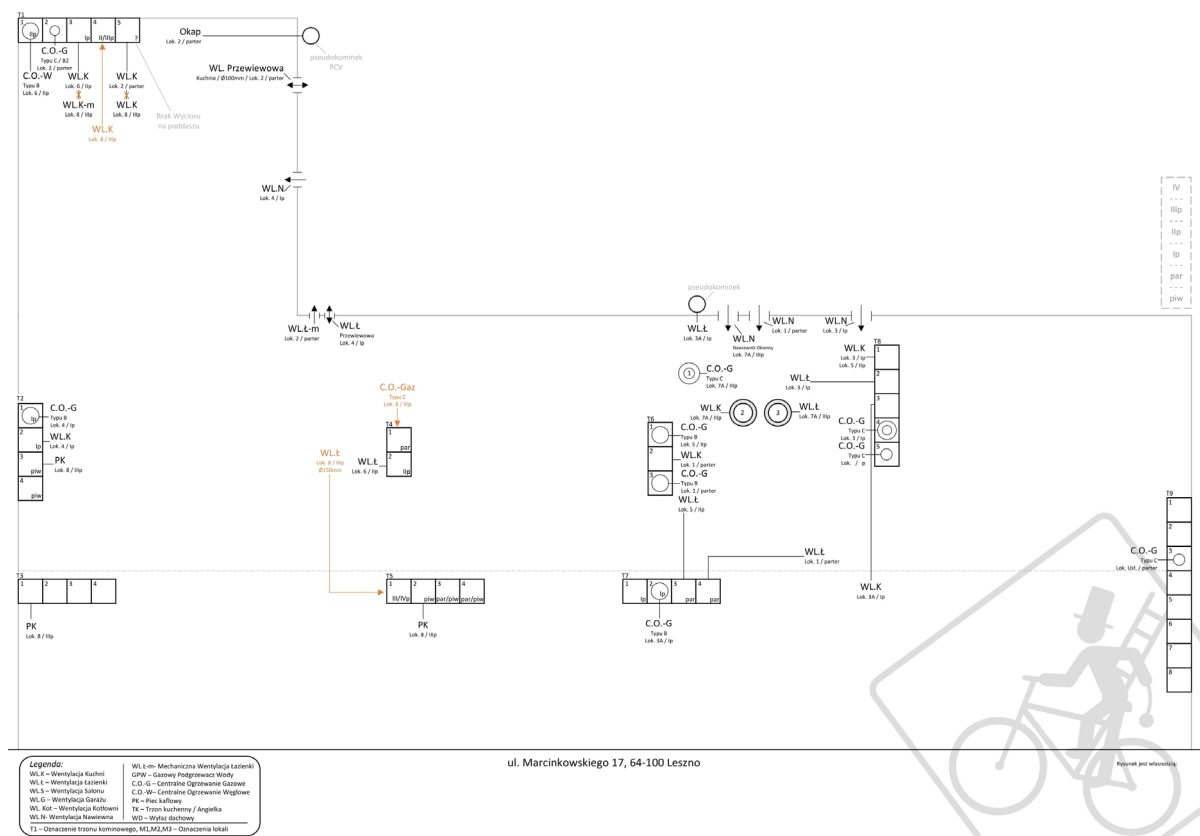 T1
1
IIp
2
3
Ip
4
II/IIIp
5
?
C.O.-G
Typu C / B2
Lok. 2 / parter
C.O.-W
Typu B
Lok. 6 / IIp
WL.K
Lok. 6 / IIp
WL.K-m
Lok. 8 / IIIp
WL.K
Lok. 8 / IIIp
WL.K
Lok. 2 / parter
WL.K
Lok. 8 / IIIp
Brak Wycioru
na poddaszu
Okap
Lok. 2 / parter
pseudokominek
PCV
WL. Przewiewowa
Kuchnia / Ø100mm / Lok. 2 / parter
WL.N
Lok. 4 / Ip
IV
---
IIIp
---
IIp
---
Ip
---
par
---
piw
WL.Ł-m
Lok. 2 / parter
WL.Ł
Przewiewowa
Lok. 4 / Ip
pseudokominek
WL.Ł
Lok. 3A / Ip
WL.N
Nawiewnik Okienny
Lok. 7A / IIIp
WL.N
Lok. 1 / parter
WL.N
Lok. 3 / Ip
T8
1
2
3
4
5
WL.K
Lok. 3 / Ip
Lok. 5 / IIp
WL.Ł
Lok. 3 / Ip
C.O.-G
Typu C
Lok. 3 / Ip
C.O.-G
Typu C
Lok. / p
1
C.O.-G
Typu C
Lok. 7A / IIIp
WL.K
Lok. 7A / IIIp
2
3
WL.Ł
Lok. 7A / IIIp
T2
1
Ip
2
Ip
3
piw
4
piw
C.O.-G
Typu B
Lok. 4 / Ip
WL.K
Lok. 4 / Ip
PK
Lok. 8 / IIIp
C.O.-Gaz
Typu C
Lok. 6 / IIp
T4
1
par
2
IIp
WL.Ł
Lok. 6 / IIp
WL.Ł
Lok. 8 / IIIp
Ø150mm
T6
1
2
3
C.O.-G
Typu B
Lok. 5 / IIp
WL.K
Lok. 1 / parter
C.O.-G
Typu B
Lok. 1 / parter
WL.Ł
Lok. 5 / IIp
WL.Ł
Lok. 1 / parter
WL.K
Lok. 3A / Ip
T9
1
2
3
4
5
6
7
8
C.O.-G
Typu C
Lok. Usł. / parter
T3
1
2
3
4
PK
Lok. 8 / IIIp
T5
1
III/IVp
2
piw
3
par/piw
4
par/piw
PK
Lok. 8 / IIIp
T7
1
Ip
2
Ip
3
par
4
par
C.O.-G
Typu B
Lok. 3A / Ip
ul. Marcinkowskiego 17, 64-100 Leszno
Rysunek jest własnością:
Legenda:
WL.K – Wentylacja Kuchni
WL.Ł – Wentylacja Łazienki
WL.S – Wentylacja Salonu
WL.G – Wentylacja Garażu
WL. Kot – Wentylacja Kotłowni
WL.N- Wentylacja Nawiewna
WL.Ł-m- Mechaniczna Wentylacja Łazienki
GPW – Gazowy Podgrzewacz Wody
C.O.-G – Centralne Ogrzewanie Gazowe
C.O.-W– Centralne Ogrzewanie Węglowe
PK – Piec kaflowy
TK – Trzon kuchenny / Angielka
WD – Wyłaz dachowy
T1 – Oznaczenie trzonu kominowego, M1,M2,M3 – Oznaczenia lokali